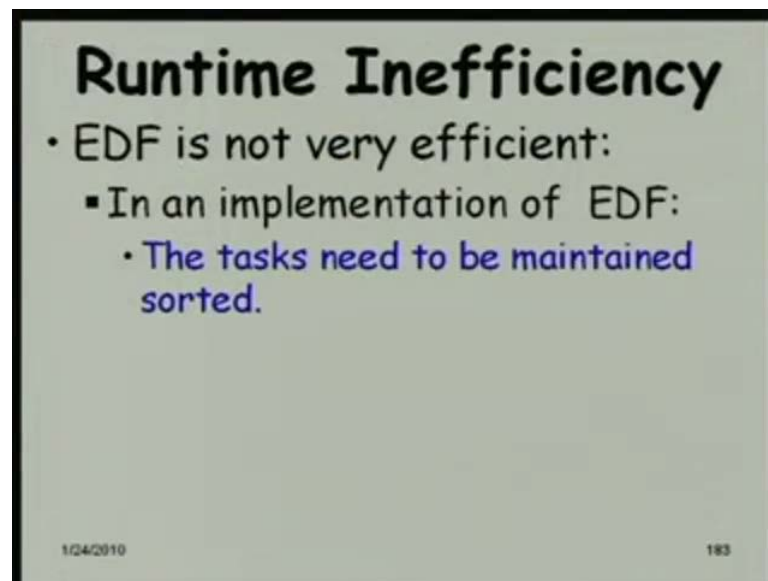 Runtime Inefficiency
• EDF is not very efficient:
▪ In an implementation of EDF:
• The tasks need to be maintained
sorted.
1/24/2010
183